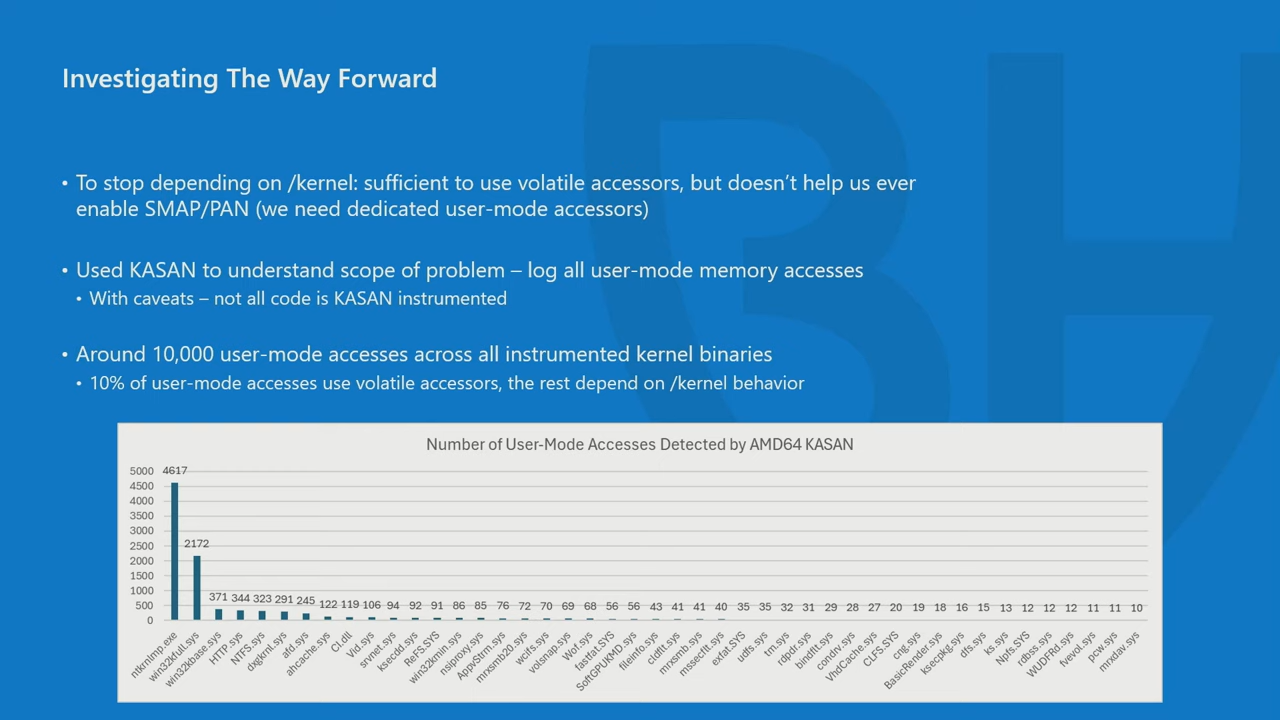 Investigating The Way Forward
• To stop depending on /kernel: sufficient to use volatile accessors, but doesn't help us ever
enable SMAP/PAN (we need dedicated user-mode accessors)
• Used KASAN to understand scope of problem – log all user-mode memory accesses
• With caveats – not all code is KASAN instrumented
• Around 10,000 user-mode accesses across all instrumented kernel binaries
• 10% of user-mode accesses use volatile accessors, the rest depend on /kernel behavior
Number of User-Mode Accesses Detected by AMD64 KASAN
5000
4500
4000
3500
3000
2500
2000
1500
1000
500
0
4617 2172 371 344 323 291 245 122 119 106 94 92 91 86 85 76 72 70 69 68 56 56 43 41 41 40 35 35 32 31 29 28 27 20 19 18 16 15 13 12 12 12 11 11 10
ntkrnlmp.exe
win32kfull.sys
win32kbase.sys
HTTP.sys
NTFS.sys
dxgkrnl.sys
afd.sys
ahcache.sys
CI.dll
Vid.sys
srvnet.sys
ksecdd.sys
ReFS.SYS
win32kmin.sys
nsiproxy.sys
AppvStrm.sys
mrxsmb20.sys
wcifs.sys
volsnap.sys
Wof.sys
fastfat.SYS
SoftGPUKMD.sys
fileinfo.sys
cldflt.sys
mrxsmb.sys
mssecflt.sys
exfat.SYS
udfs.sys
tm.sys
rdpdr.sys
bindflt.sys
condrv.sys
VhdCache.sys
CLFS.SYS
cng.sys
BasicRender.sys
ksecpkg.sys
dfs.sys
ks.sys
Npfs.SYS
rdbss.sys
WUDFRd.sys
fvevol.sys
pcw.sys
mrxdav.sys
BH